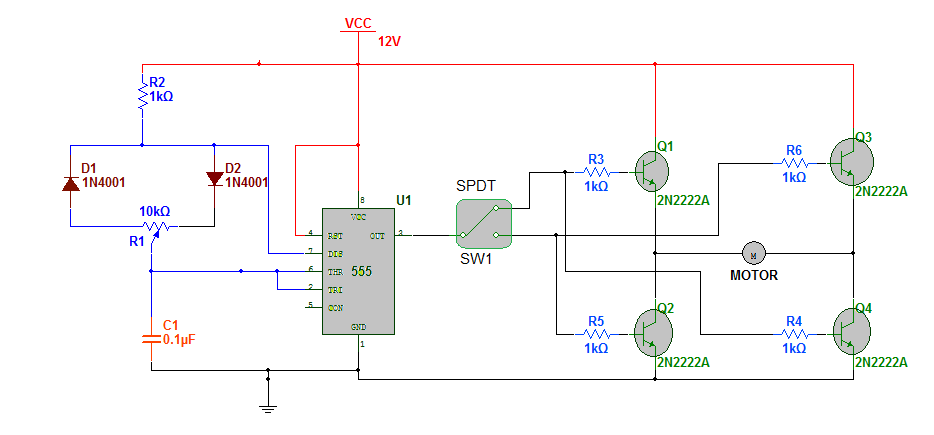 VCC
12V
R2
1kΩ
D1
1N4001
D2
1N4001
10kΩ
R1
C1
0.1µF
U1
8
VCC
4
RST
OUT
3
7
DIS
6
THR
555
2
TRI
5
CON
GND
1
SPDT
SW1
R3
1kΩ
Q1
2N2222A
R6
1kΩ
Q3
2N2222A
M
MOTOR
R5
1kΩ
Q2
2N2222A
R4
1kΩ
Q4
2N2222A